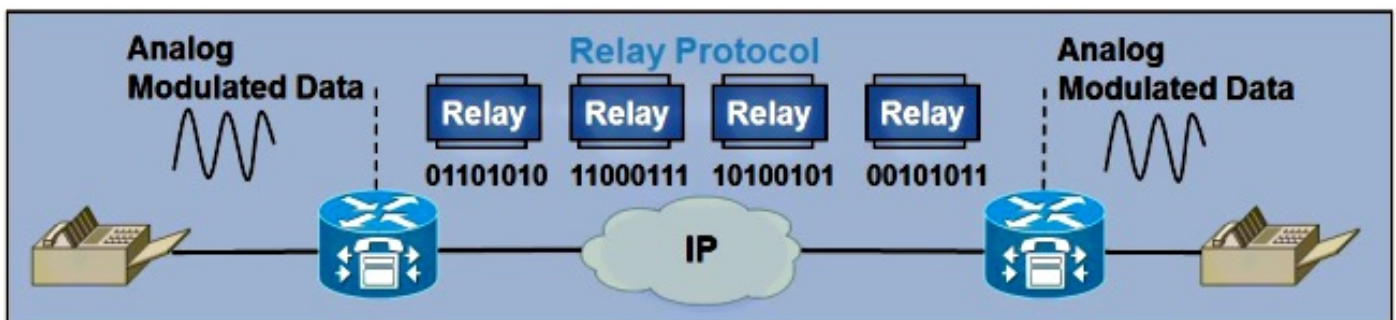 Analog
Modulated Data
Relay Protocol
Analog
Modulated Data
Relay Relay Relay Relay
01101010 11000111 10100101 00101011
IP